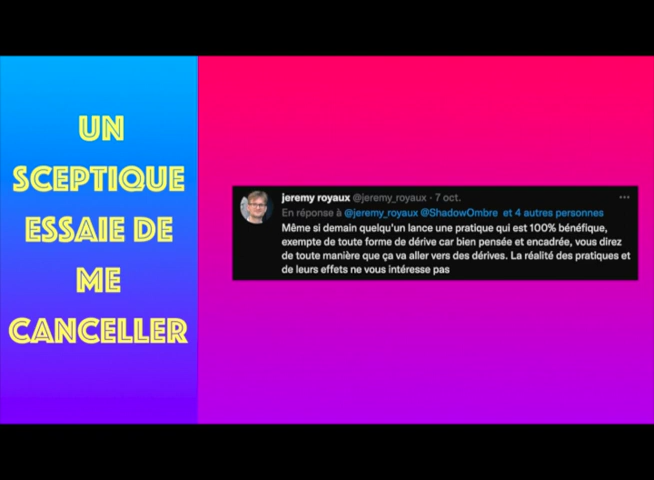 UN
SCEPTIQUE
ESSAIE DE
ME
CANCELLER
jeremy royaux @jeremy_royaux · 7 oct.
En réponse à @jeremy_royaux @ShadowOmbre et 4 autres personnes
Même si demain quelqu'un lance une pratique qui est 100% bénéfique,
exempte de toute forme de dérive car bien pensée et encadrée, vous direz
de toute manière que ça va aller vers des dérives. La réalité des pratiques et
de leurs effets ne vous intéresse pas